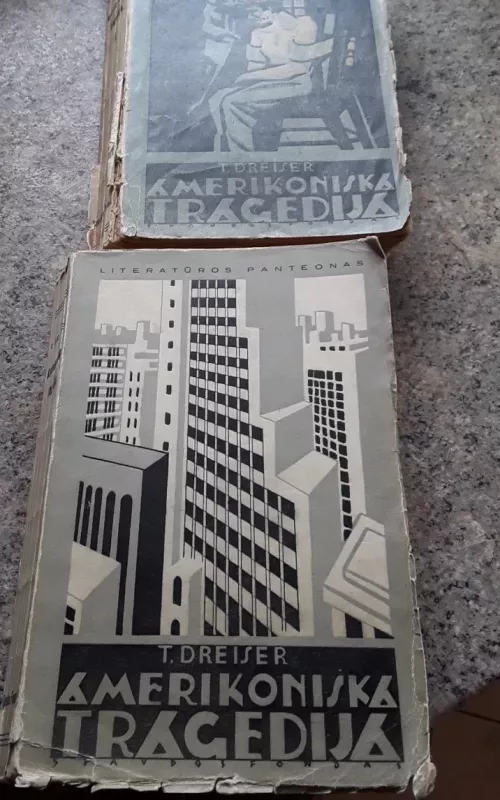 T. DREISER
AMERIKONIŠKA
TRAGEDIJA
LITERATŪROS PANTEONAS
T. DREISER
AMERIKONIŠKA
TRAGEDIJA
SPAUDOS FONDAS